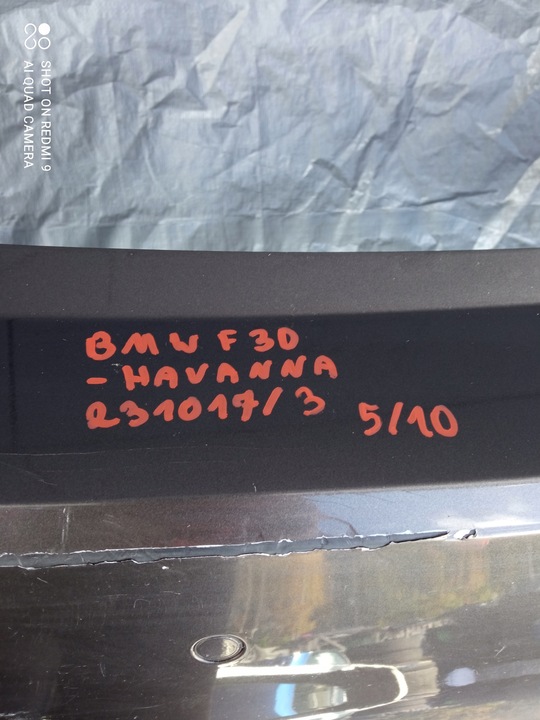 SHOT ON REDMI 9
AI QUAD CAMERA
BMW F30
- HAVANNA
231017/3 5/10